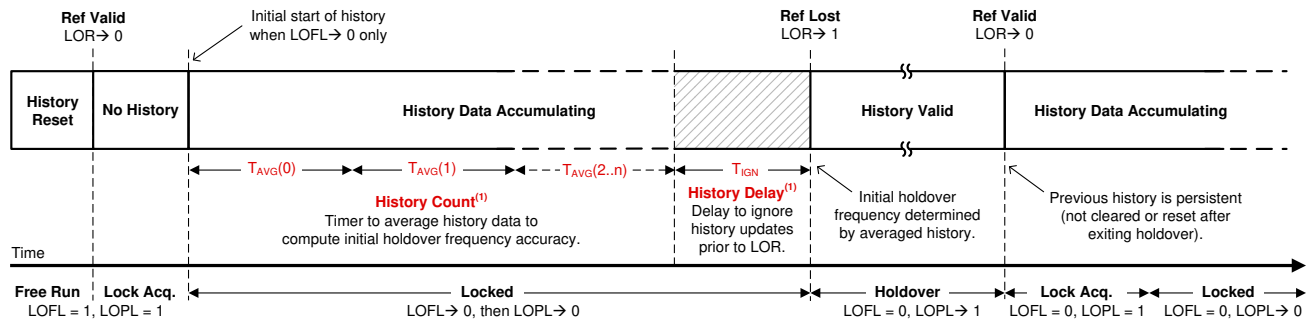 Ref Valid
LOR→ 0
Initial start of history
when LOFL→ 0 only
Ref Lost
LOR→ 1
Ref Valid
LOR→ 0
History
Reset
No History
History Data Accumulating
History Valid
History Data Accumulating
TAVG(0)
TAVG(1)
TAVG(2..n)
TIGN
History Count(1)
Timer to average history data to
compute initial holdover frequency accuracy.
History Delay(1)
Delay to ignore
history updates
prior to LOR.
Initial holdover
frequency determined
by averaged history.
Previous history is persistent
(not cleared or reset after
exiting holdover).
Time
Free Run
Lock Acq.
LOFL = 1, LOPL = 1
Locked
LOFL→ 0, then LOPL→ 0
Holdover
LOFL = 0, LOPL→ 1
Lock Acq.
LOFL = 0, LOPL = 1
Locked
LOFL = 0, LOPL→ 0